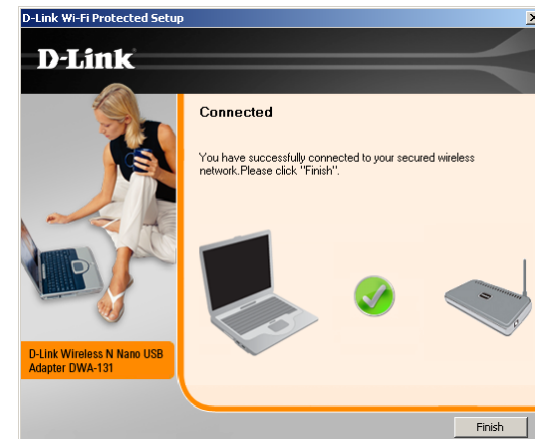 D-Link Wi-Fi Protected Setup
D-Link
Connected
You have successfully connected to your secured wireless
network.Please click "Finish".
D-Link Wireless N Nano USB
Adapter DWA-131
Finish